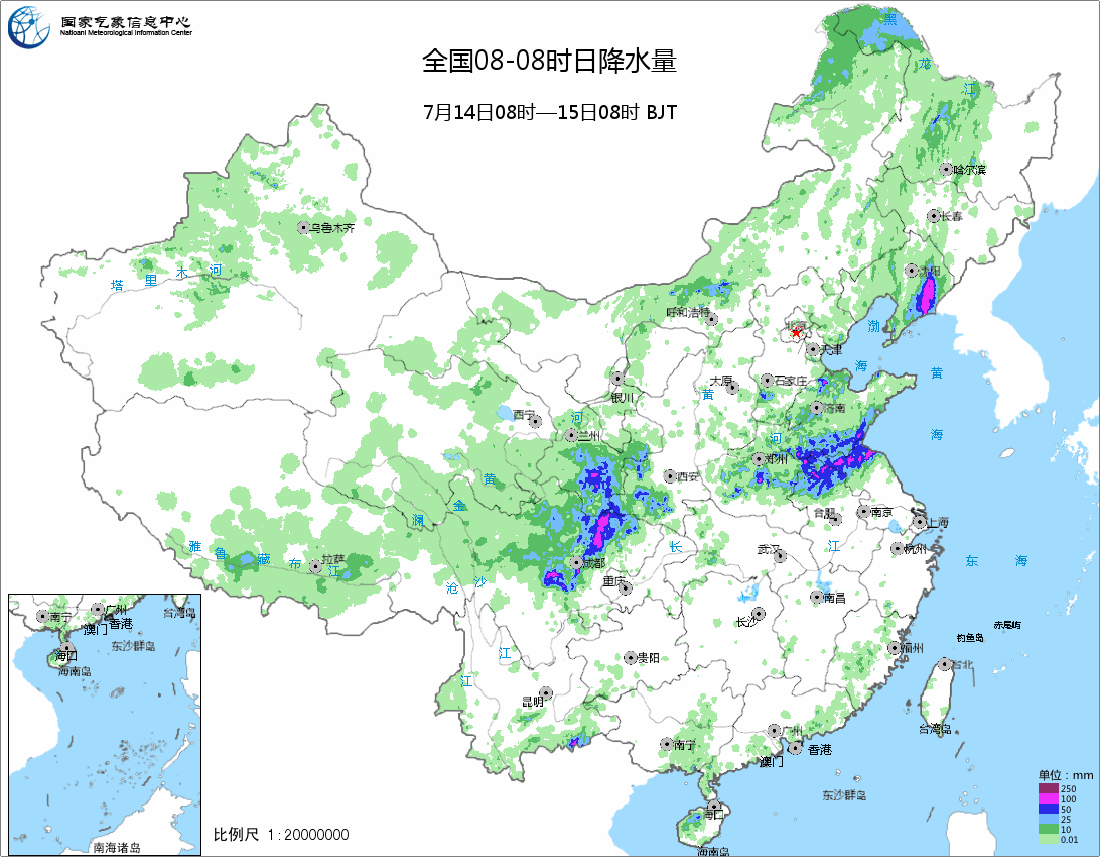 国家气象信息中心
Naitioanl Meteorological Information Center
全国08-08时日降水量
7月14日08时—15日08时 BJT
黑
龙
江
哈尔滨
长春
沈阳
乌鲁木齐
塔 里 木 河
呼和浩特
北京
天津
渤
海
黄
海
银川
太原
石家庄
济南
黄
河
西宁
兰州
河
郑州
西安
黄
金
澜
南京
合肥
上海
雅 鲁 藏 布 江
拉萨
成都
沧 沙
长
武汉
江
杭州
东 海
重庆
南昌
长沙
赤尾屿
钓鱼岛
江
江
贵阳
福州
台北
昆明
台湾岛
南宁
广州
香港
澳门
东沙群岛
海口
海南岛
南宁
广州
香港
澳门
台湾岛
东沙群岛
海口
海南岛
南海诸岛
比例尺 1:20000000
单位：mm
250
100
50
25
10
0.01